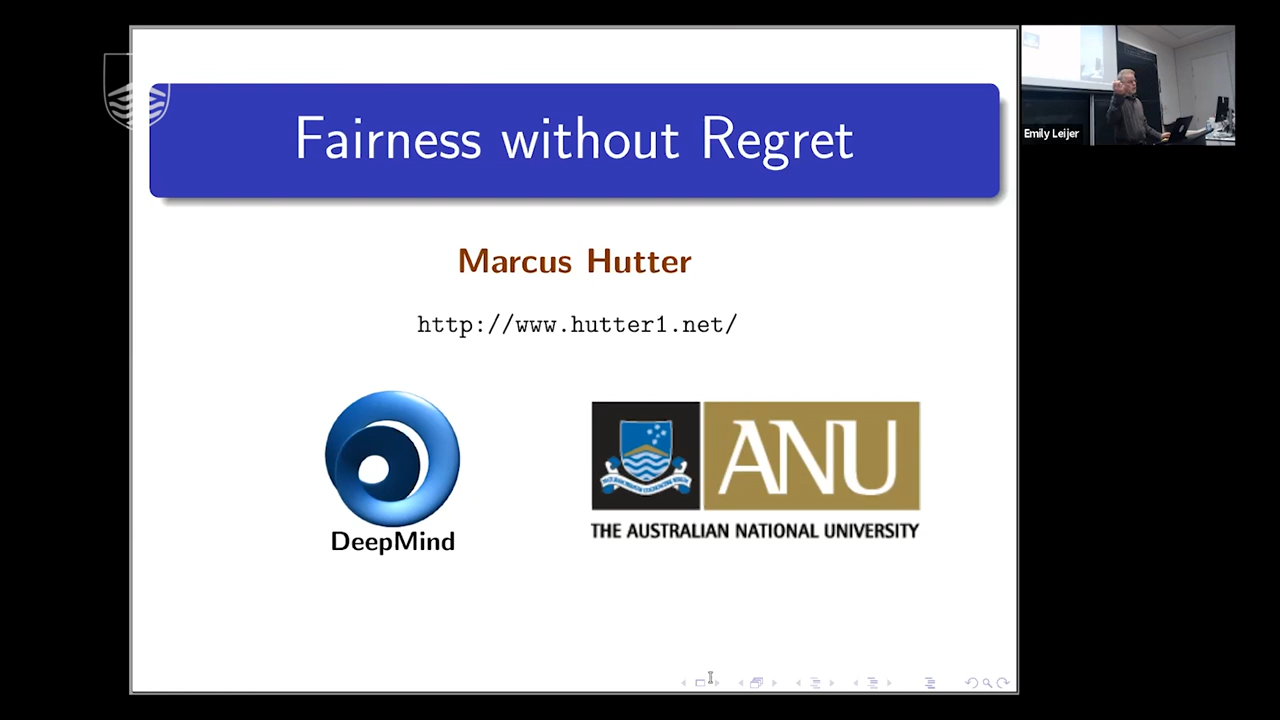 Fairness without Regret
Marcus Hutter
http://www.hutter1.net/
DeepMind
ANU
THE AUSTRALIAN NATIONAL UNIVERSITY
Emily Leijer